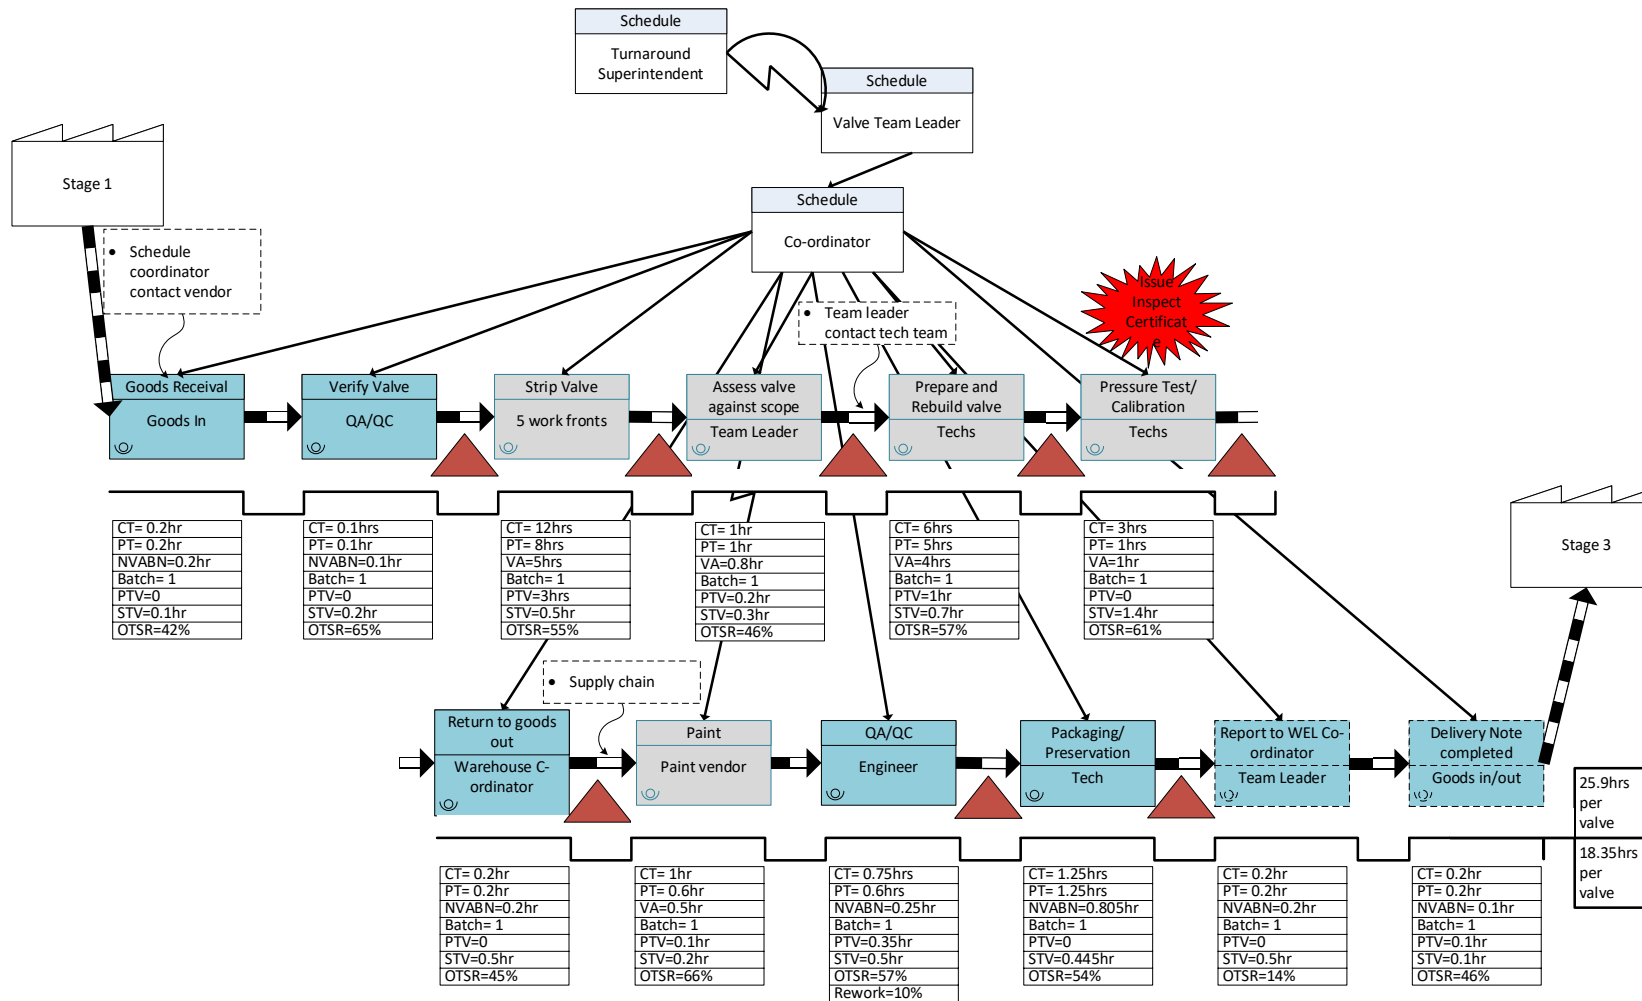 Schedule
Turnaround
Superintendent
Schedule
Valve Team Leader
Stage 1
Schedule
Co-ordinator
• Schedule
coordinator
contact vendor
• Team leader
contact tech team
Issue
Inspect
Certificat
e
Goods Receival
Goods In
Verify Valve
QA/QC
Strip Valve
5 work fronts
Assess valve
against scope
Team Leader
Prepare and
Rebuild valve
Techs
Pressure Test/
Calibration
Techs
CT= 0.2hr
PT= 0.2hr
NVABN=0.2hr
Batch= 1
PTV=0
STV=0.1hr
OTSR=42%
CT= 0.1hrs
PT= 0.1hr
NVABN=0.1hr
Batch= 1
PTV=0
STV=0.2hr
OTSR=65%
CT= 12hrs
PT= 8hrs
VA=5hrs
Batch= 1
PTV=3hrs
STV=0.5hr
OTSR=55%
CT= 1hr
PT= 1hr
VA=0.8hr
Batch= 1
PTV=0.2hr
STV=0.3hr
OTSR=46%
CT= 6hrs
PT= 5hrs
VA=4hrs
Batch= 1
PTV=1hr
STV=0.7hr
OTSR=57%
CT= 3hrs
PT= 1hrs
VA=1hr
Batch= 1
PTV=0
STV=1.4hr
OTSR=61%
Stage 3
• Supply chain
Return to goods
out
Warehouse C-
ordinator
Paint
Paint vendor
QA/QC
Engineer
Packaging/
Preservation
Tech
Report to WEL Co-
ordinator
Team Leader
Delivery Note
completed
Goods in/out
25.9hrs
per
valve
18.35hrs
per
valve
CT= 0.2hr
PT= 0.2hr
NVABN=0.2hr
Batch= 1
PTV=0
STV=0.5hr
OTSR=45%
CT= 1hr
PT= 0.6hr
VA=0.5hr
Batch= 1
PTV=0.1hr
STV=0.2hr
OTSR=66%
CT= 0.75hrs
PT= 0.6hrs
NVABN=0.25hr
Batch= 1
PTV=0.35hr
STV=0.5hr
OTSR=57%
Rework=10%
CT= 1.25hrs
PT= 1.25hrs
NVABN=0.805hr
Batch= 1
PTV=0
STV=0.445hr
OTSR=54%
CT= 0.2hr
PT= 0.2hr
NVABN=0.2hr
Batch= 1
PTV=0
STV=0.5hr
OTSR=14%
CT= 0.2hr
PT= 0.2hr
NVABN= 0.1hr
Batch= 1
PTV=0.1hr
STV=0.1hr
OTSR=46%